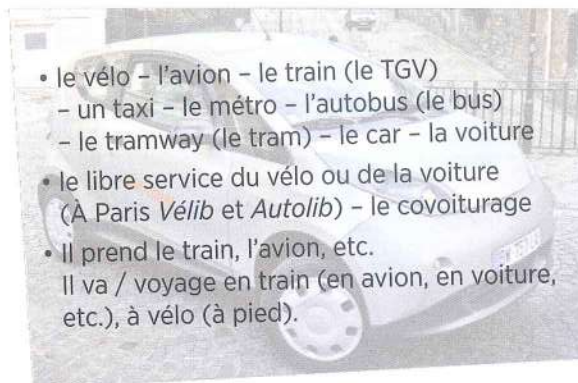 • le vélo – l'avion – le train (le TGV)
– un taxi – le métro – l'autobus (le bus)
– le tramway (le tram) – le car – la voiture
• le libre service du vélo ou de la voiture
(À Paris Vélib et Autolib) – le covoiturage
• Il prend le train, l'avion, etc.
Il va / voyage en train (en avion, en voiture,
etc.), à vélo (à pied).